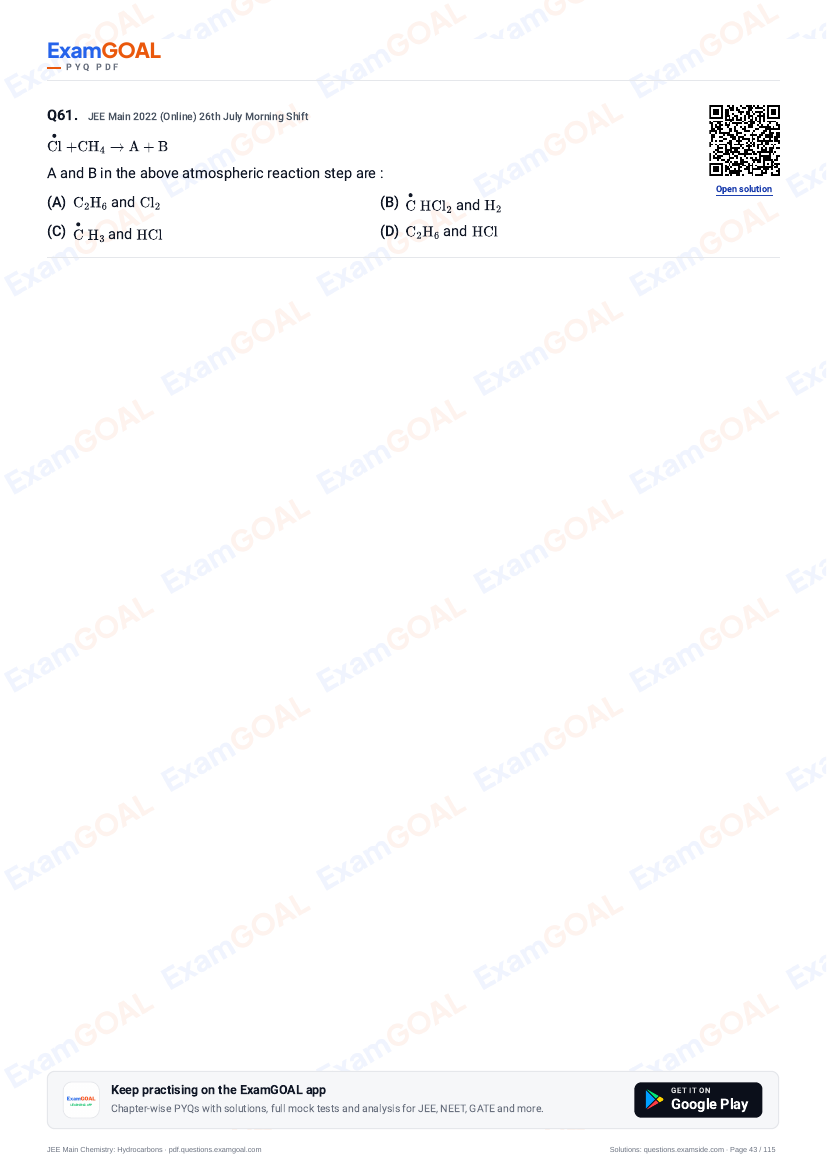 ExamGOAL
PYQ PDF
Q61. JEE Main 2022 (Online) 26th July Morning Shift
Ċl + CH₄ → A + B
A and B in the above atmospheric reaction step are :
(A) C₂H₆ and Cl₂
(B) Ċ HCl₂ and H₂
(C) Ċ H₃ and HCl
(D) C₂H₆ and HCl
Open solution
Keep practising on the ExamGOAL app
Chapter-wise PYQs with solutions, full mock tests and analysis for JEE, NEET, GATE and more.
GET IT ON
Google Play
JEE Main Chemistry: Hydrocarbons · pdf.questions.examgoal.com
Solutions: questions.examside.com · Page 43 / 115